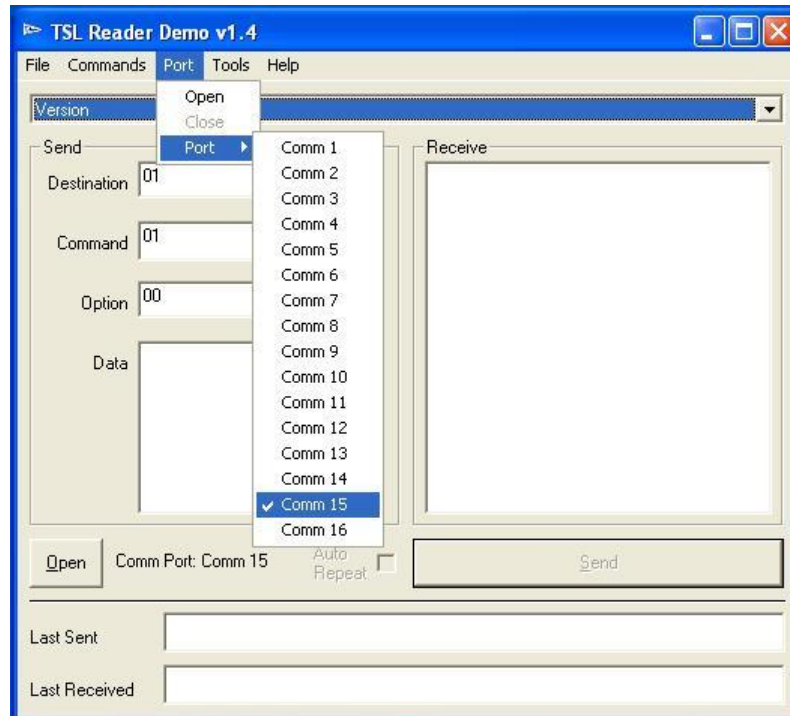 TSL Reader Demo v1.4
File Commands Port Tools Help
Version
Open
Close
Port
Comm 1
Comm 2
Comm 3
Comm 4
Comm 5
Comm 6
Comm 7
Comm 8
Comm 9
Comm 10
Comm 11
Comm 12
Comm 13
Comm 14
Comm 15
Comm 16
Send
Destination 01
Command 01
Option 00
Data
Receive
Open Comm Port: Comm 15 Auto Repeat Send
Last Sent
Last Received